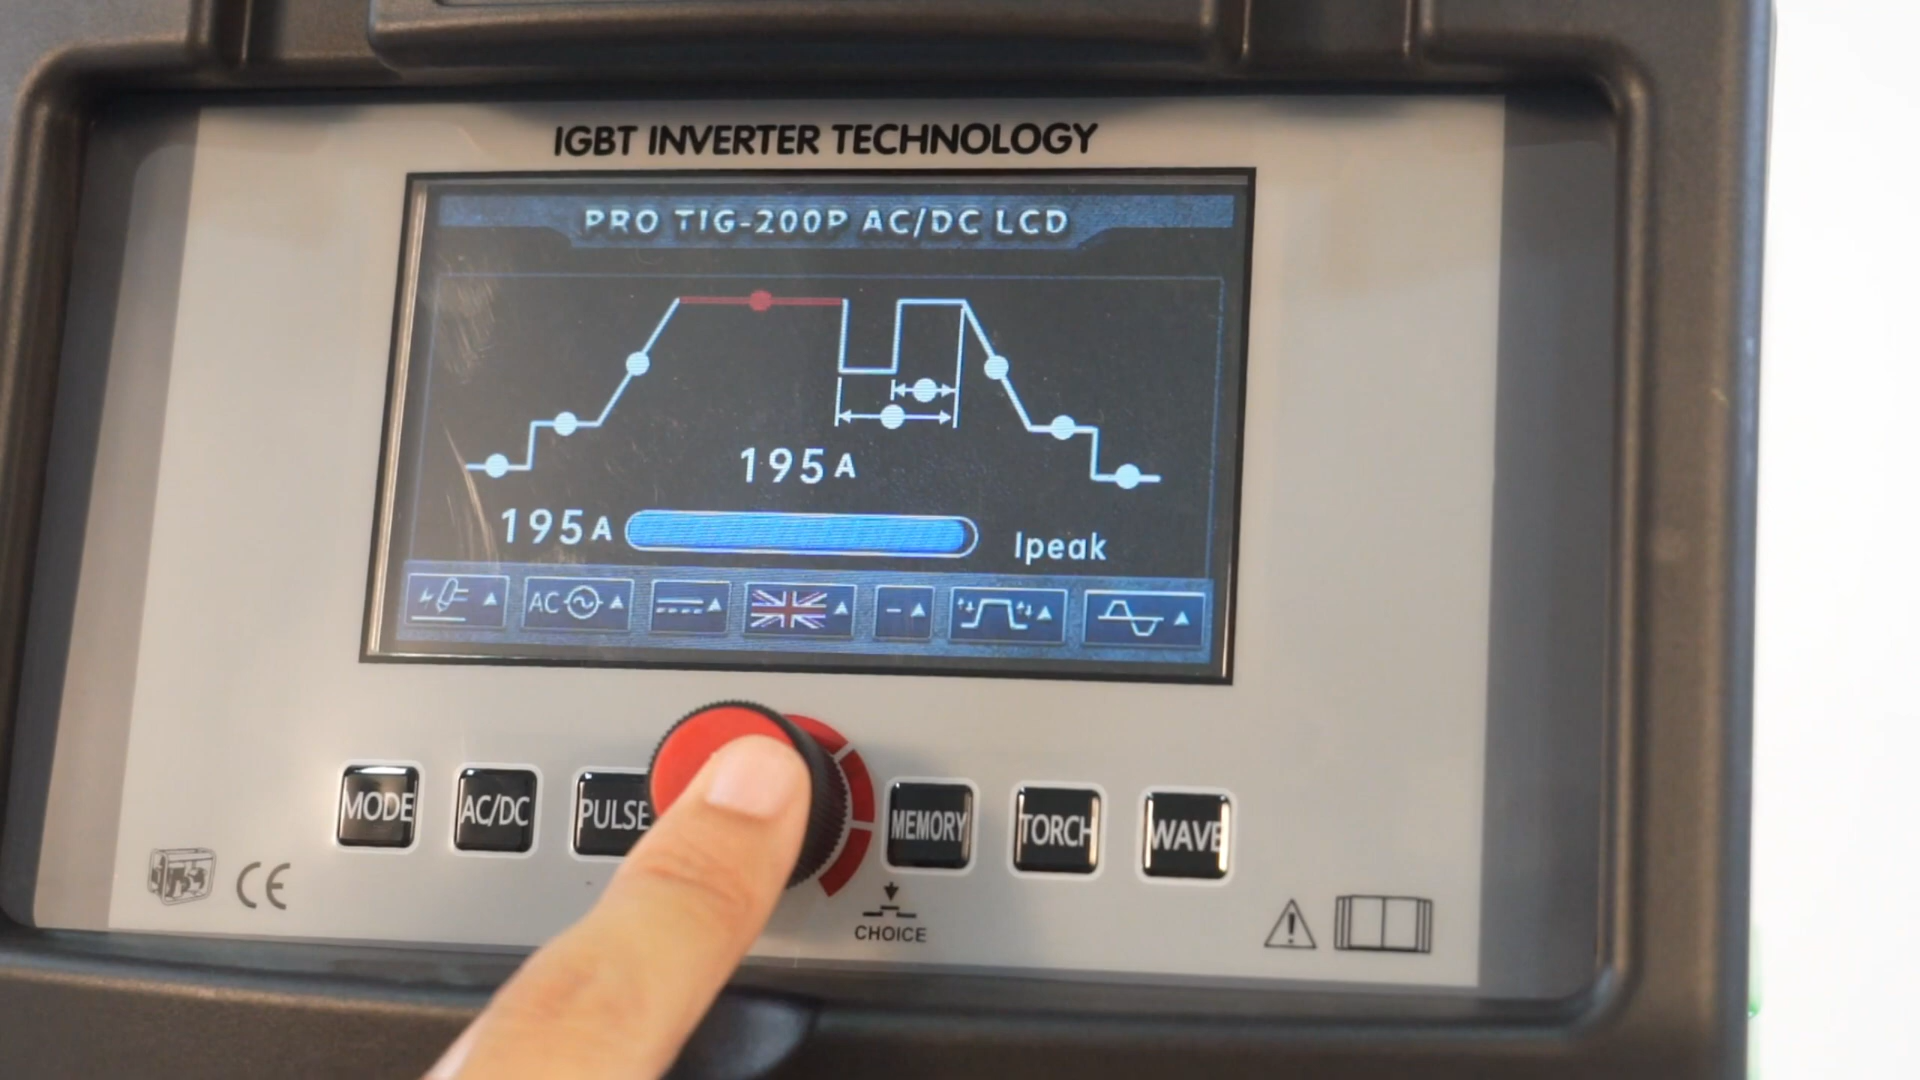 IGBT INVERTER TECHNOLOGY
PRO TIG-200P AC/DC LCD
195A
195A
Ipeak
AC
MODE
AC/DC
PULSE
MEMORY
TORCH
WAVE
CE
CHOICE